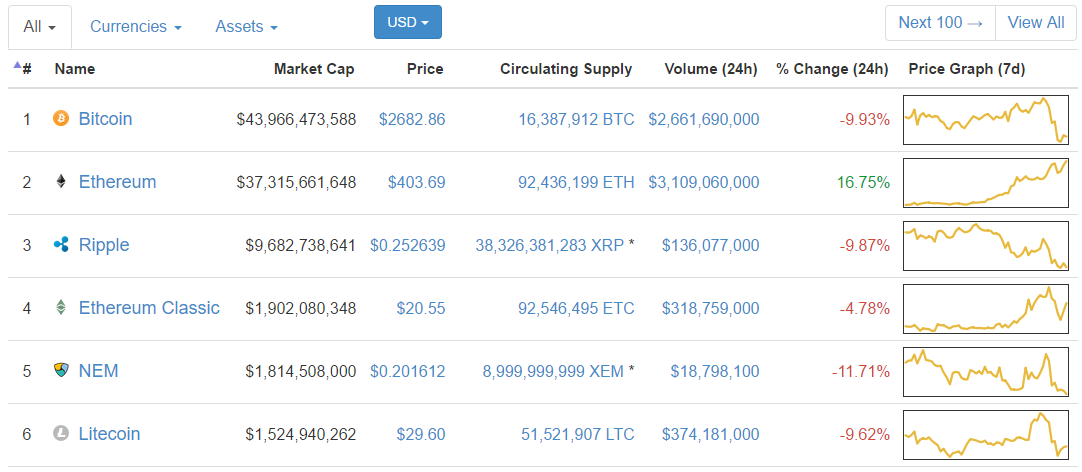 All Currencies Assets USD Next 100 → View All
# Name Market Cap Price Circulating Supply Volume (24h) % Change (24h) Price Graph (7d)
1 Bitcoin $43,966,473,588 $2682.86 16,387,912 BTC $2,661,690,000 -9.93%
2 Ethereum $37,315,661,648 $403.69 92,436,199 ETH $3,109,060,000 16.75%
3 Ripple $9,682,738,641 $0.252639 38,326,381,283 XRP * $136,077,000 -9.87%
4 Ethereum Classic $1,902,080,348 $20.55 92,546,495 ETC $318,759,000 -4.78%
5 NEM $1,814,508,000 $0.201612 8,999,999,999 XEM * $18,798,100 -11.71%
6 Litecoin $1,524,940,262 $29.60 51,521,907 LTC $374,181,000 -9.62%